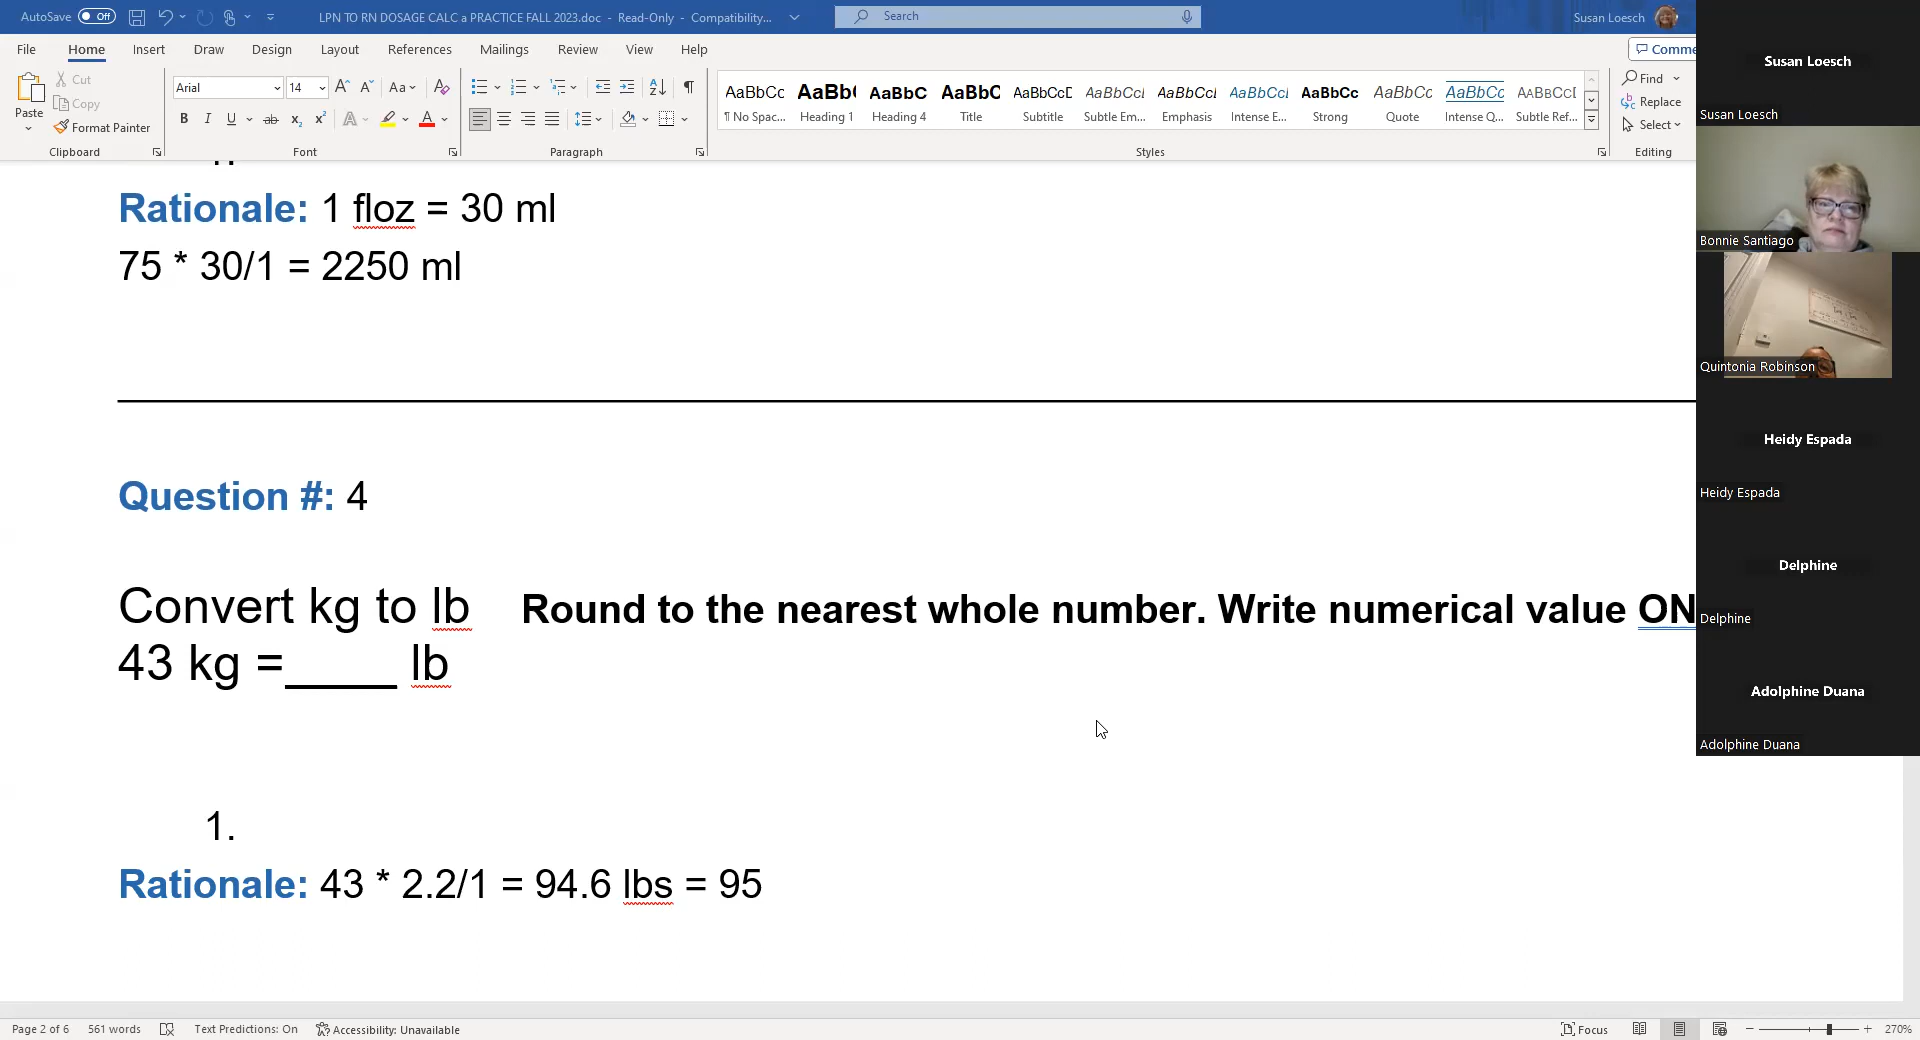 AutoSave Off LPN TO RN DOSAGE CALC a PRACTICE FALL 2023.doc - Read-Only - Compatibility... Search Susan Loesch
File Home Insert Draw Design Layout References Mailings Review View Help Comme
Paste Cut Copy Format Painter
Clipboard
Arial 14
Font
Paragraph
AaBbCc AaBb( AaBbC AaBbC AaBbCcD AaBbCcI AaBbCcI AaBbCcI AaBbCc AaBbCc AaBbCc AABBCCD
¶ No Spac... Heading 1 Heading 4 Title Subtitle Subtle Em... Emphasis Intense E... Strong Quote Intense Q... Subtle Ref...
Styles
Find
Replace
Select
Editing
Rationale: 1 floz = 30 ml
75 * 30/1 = 2250 ml
Question #: 4
Convert kg to lb Round to the nearest whole number. Write numerical value ON
43 kg =_____ lb
1.
Rationale: 43 * 2.2/1 = 94.6 lbs = 95
Susan Loesch
Susan Loesch
Bonnie Santiago
Quintonia Robinson
Heidy Espada
Heidy Espada
Delphine
Delphine
Adolphine Duana
Adolphine Duana
Page 2 of 6 561 words Text Predictions: On Accessibility: Unavailable Focus 270%